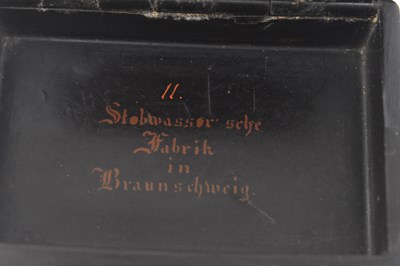 11.
Stobwasser'sche
Fabrik
in
Braunschweig.